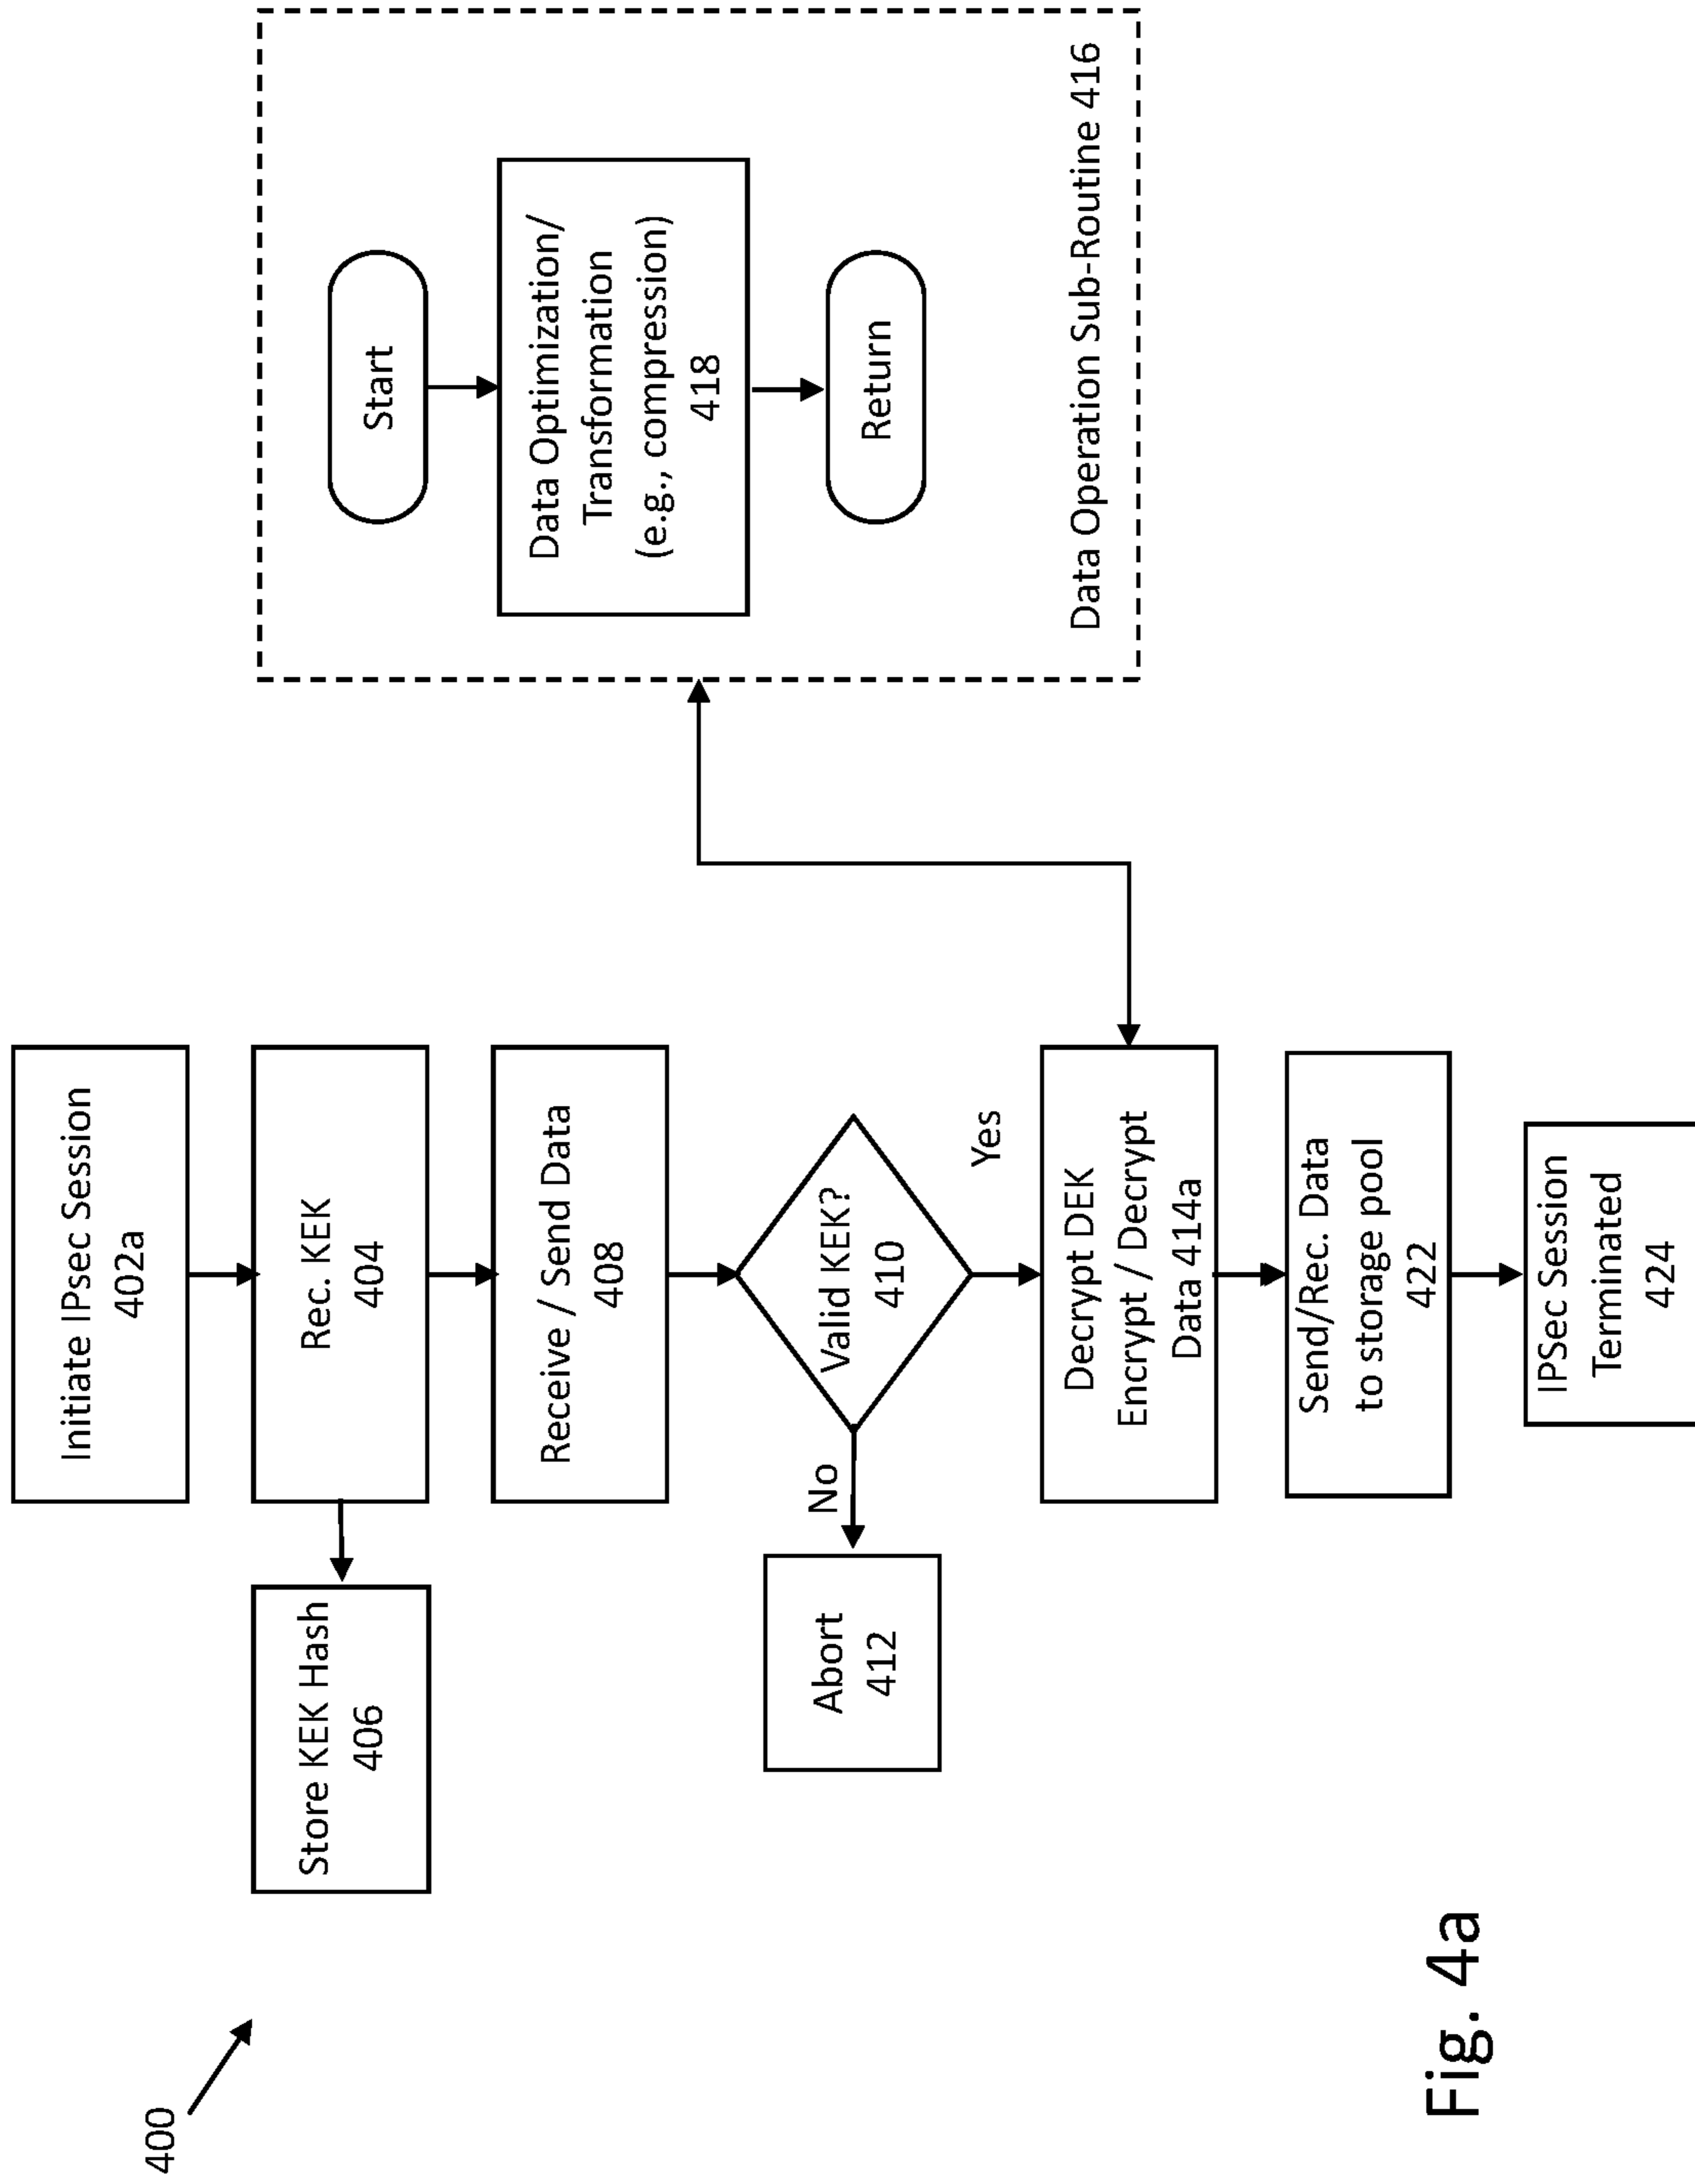 400
Initiate IPsec Session
402a
Store KEK Hash
406
Rec. KEK
404
Receive / Send Data
408
Valid KEK?
410
No
Yes
Abort
412
Decrypt DEK
Encrypt / Decrypt
Data 414a
Send/Rec. Data
to storage pool
422
IPSec Session
Terminated
424
Start
Data Optimization/
Transformation
(e.g., compression)
418
Return
Data Operation Sub-Routine 416
Fig. 4a